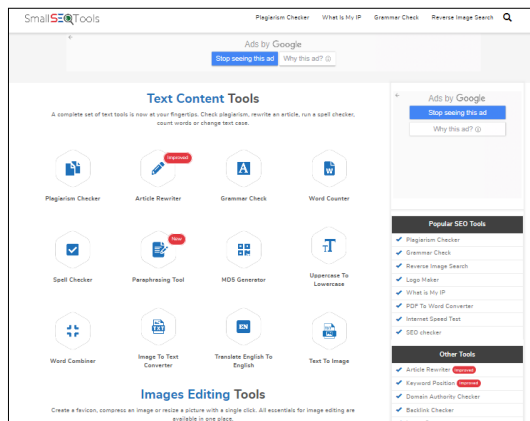 SmallSEOTools
Plagiarism Checker What Is My IP Grammar Check Reverse Image Search
Ads by Google
Stop seeing this ad Why this ad?
Text Content Tools
A complete set of text tools is now at your fingertips. Check plagiarism, rewrite an article, run a spell checker,
count words or change text case.
Improved
Plagiarism Checker Article Rewriter Grammar Check Word Counter
New
Spell Checker Paraphrasing Tool MD5 Generator Uppercase To
Lowercase
Word Combiner Image To Text
Converter Translate English To
English Text To Image
Images Editing Tools
Create a favicon, compress an image or resize a picture with a single click. All essentials for image editing are
available in one place.
Ads by Google
Stop seeing this ad
Why this ad?
Popular SEO Tools
Plagiarism Checker
Grammar Check
Reverse Image Search
Logo Maker
What is My IP
PDF To Word Converter
Internet Speed Test
SEO checker
Other Tools
Article Rewriter Improved
Keyword Position Improved
Domain Authority Checker
Backlink Checker